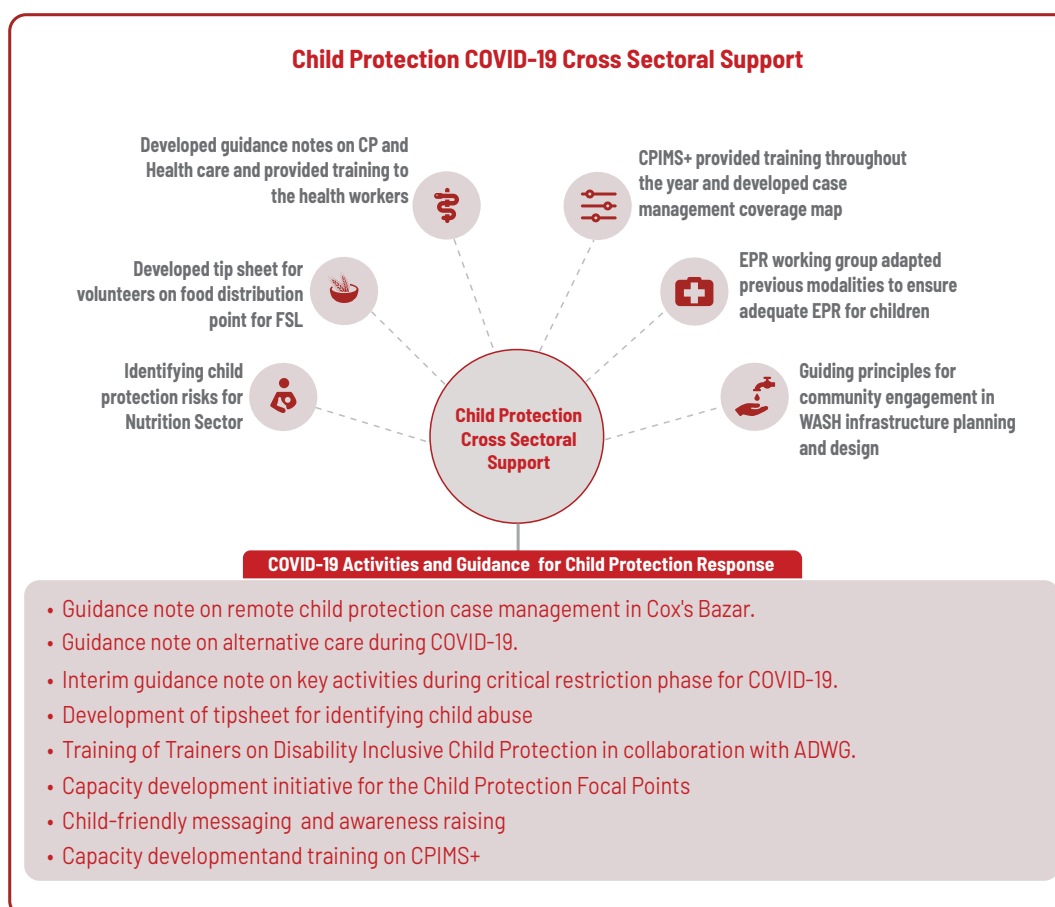 Child Protection COVID-19 Cross Sectoral Support
Developed guidance notes on CP and
Health care and provided training to
the health workers
CPIMS+ provided training throughout
the year and developed case
management coverage map
Developed tip sheet for
volunteers on food distribution
point for FSL
EPR working group adapted
previous modalities to ensure
adequate EPR for children
Identifying child
protection risks for
Nutrition Sector
Guiding principles for
community engagement in
WASH infrastructure planning
and design
Child Protection
Cross Sectoral
Support
COVID-19 Activities and Guidance for Child Protection Response
• Guidance note on remote child protection case management in Cox's Bazar.
• Guidance note on alternative care during COVID-19.
• Interim guidance note on key activities during critical restriction phase for COVID-19.
• Development of tipsheet for identifying child abuse
• Training of Trainers on Disability Inclusive Child Protection in collaboration with ADWG.
• Capacity development initiative for the Child Protection Focal Points
• Child-friendly messaging and awareness raising
• Capacity developmentand training on CPIMS+